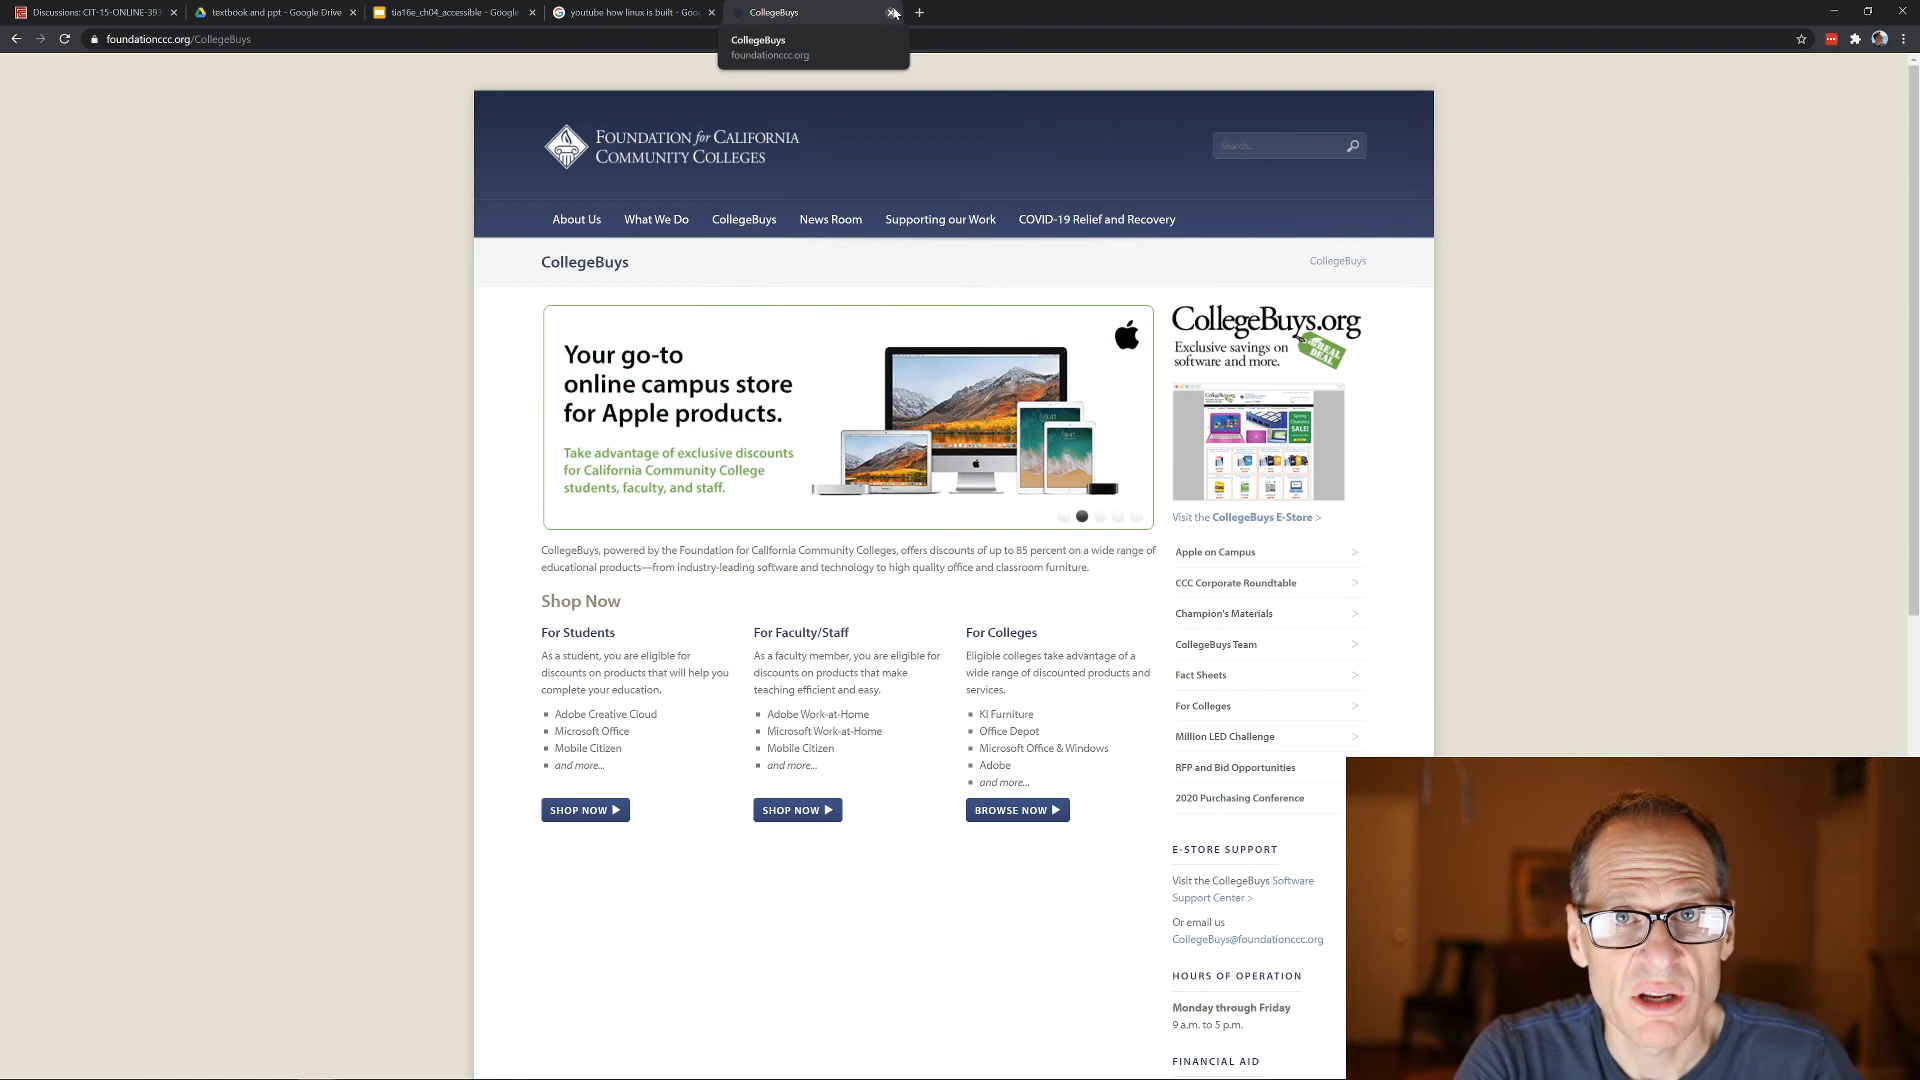 Discussions: CIT-15-ONLINE-393
textbook and ppt - Google Drive
tia16e_ch04_accessible - Google
youtube how linux is built - Goo
CollegeBuys
foundationccc.org/CollegeBuys
CollegeBuys
foundationccc.org
FOUNDATION for CALIFORNIA
COMMUNITY COLLEGES
Search...
About Us
What We Do
CollegeBuys
News Room
Supporting our Work
COVID-19 Relief and Recovery
CollegeBuys
CollegeBuys
Your go-to
online campus store
for Apple products.
Take advantage of exclusive discounts
for California Community College
students, faculty, and staff.
CollegeBuys.org
Exclusive savings on
software and more.
REAL
DEAL
Visit the CollegeBuys E-Store >
CollegeBuys, powered by the Foundation for California Community Colleges, offers discounts of up to 85 percent on a wide range of
educational products—from industry-leading software and technology to high quality office and classroom furniture.
Shop Now
For Students
As a student, you are eligible for
discounts on products that will help you
complete your education.
Adobe Creative Cloud
Microsoft Office
Mobile Citizen
and more...
SHOP NOW
For Faculty/Staff
As a faculty member, you are eligible for
discounts on products that make
teaching efficient and easy.
Adobe Work-at-Home
Microsoft Work-at-Home
Mobile Citizen
and more...
SHOP NOW
For Colleges
Eligible colleges take advantage of a
wide range of discounted products and
services.
KI Furniture
Office Depot
Microsoft Office & Windows
Adobe
and more...
BROWSE NOW
Apple on Campus
CCC Corporate Roundtable
Champion's Materials
CollegeBuys Team
Fact Sheets
For Colleges
Million LED Challenge
RFP and Bid Opportunities
2020 Purchasing Conference
E-STORE SUPPORT
Visit the CollegeBuys Software
Support Center >
Or email us
CollegeBuys@foundationccc.org
HOURS OF OPERATION
Monday through Friday
9 a.m. to 5 p.m.
FINANCIAL AID